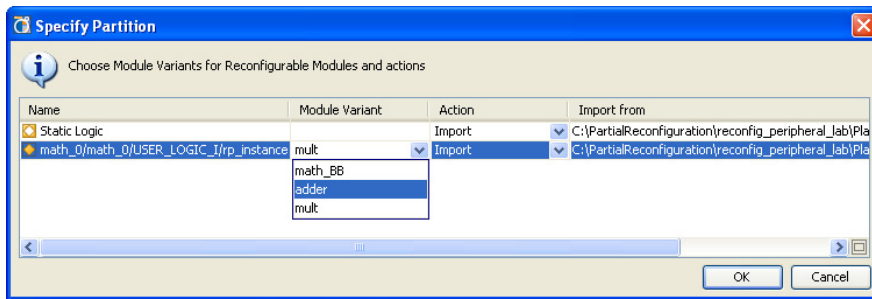 Specify Partition
Choose Module Variants for Reconfigurable Modules and actions
Name Module Variant Action Import from
Static Logic Import C:\PartialReconfiguration\reconfig_peripheral_lab\Pla
math_0/math_0/USER_LOGIC_I/rp_instance mult Import C:\PartialReconfiguration\reconfig_peripheral_lab\Pla
math_BB
adder
mult
OK Cancel